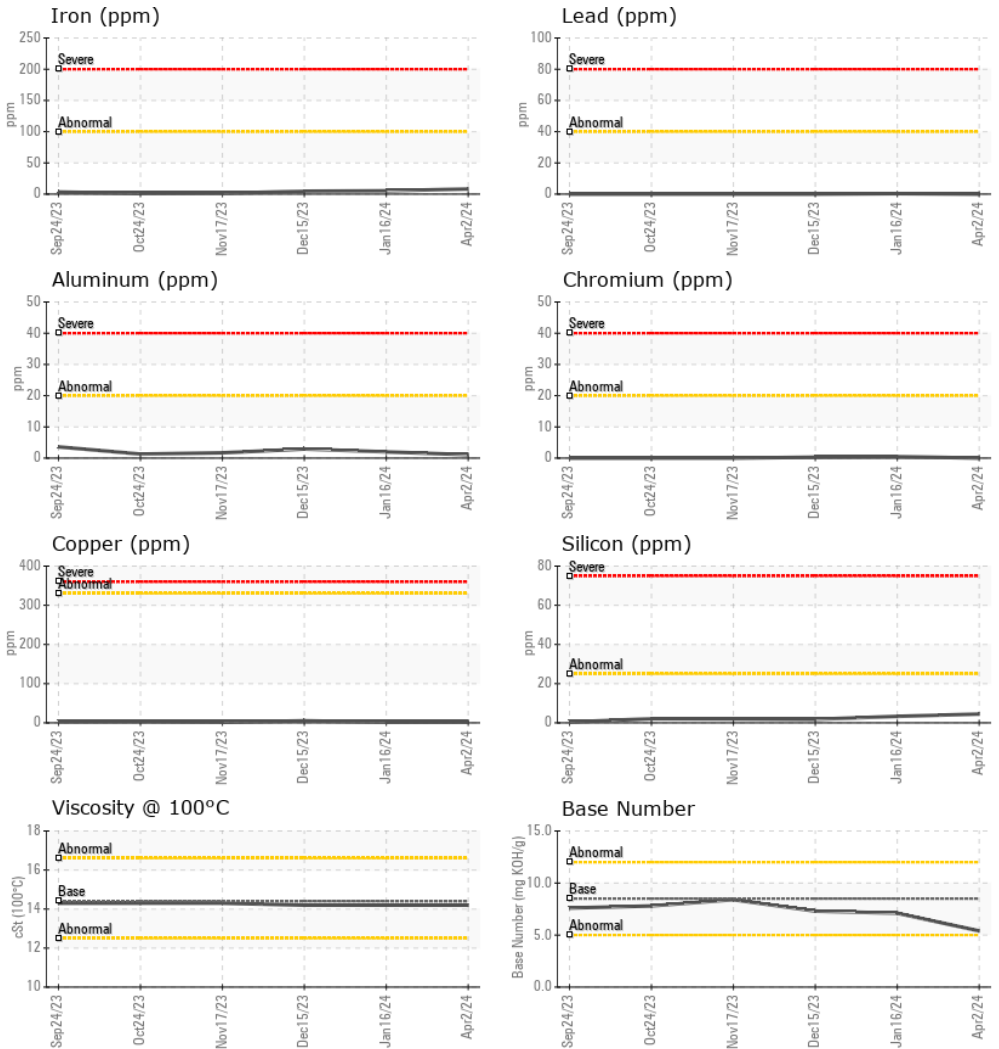 Iron (ppm)
250
200
150
100
50
0
ppm
Severe
Abnormal
Sep24/23
Oct24/23
Nov17/23
Dec15/23
Jan16/24
Apr2/24
Lead (ppm)
100
80
60
40
20
0
ppm
Severe
Abnormal
Sep24/23
Oct24/23
Nov17/23
Dec15/23
Jan16/24
Apr2/24
Aluminum (ppm)
50
40
30
20
10
0
ppm
Severe
Abnormal
Sep24/23
Oct24/23
Nov17/23
Dec15/23
Jan16/24
Apr2/24
Chromium (ppm)
50
40
30
20
10
0
ppm
Severe
Abnormal
Sep24/23
Oct24/23
Nov17/23
Dec15/23
Jan16/24
Apr2/24
Copper (ppm)
400
300
200
100
0
ppm
Severe
Abnormal
Sep24/23
Oct24/23
Nov17/23
Dec15/23
Jan16/24
Apr2/24
Silicon (ppm)
80
60
40
20
0
ppm
Severe
Abnormal
Sep24/23
Oct24/23
Nov17/23
Dec15/23
Jan16/24
Apr2/24
Viscosity @ 100°C
18
16
14
12
10
cSt (100°C)
Abnormal
Base
Abnormal
Sep24/23
Oct24/23
Nov17/23
Dec15/23
Jan16/24
Apr2/24
Base Number
15.0
10.0
5.0
0.0
Base Number (mg KOH/g)
Abnormal
Base
Abnormal
Sep24/23
Oct24/23
Nov17/23
Dec15/23
Jan16/24
Apr2/24